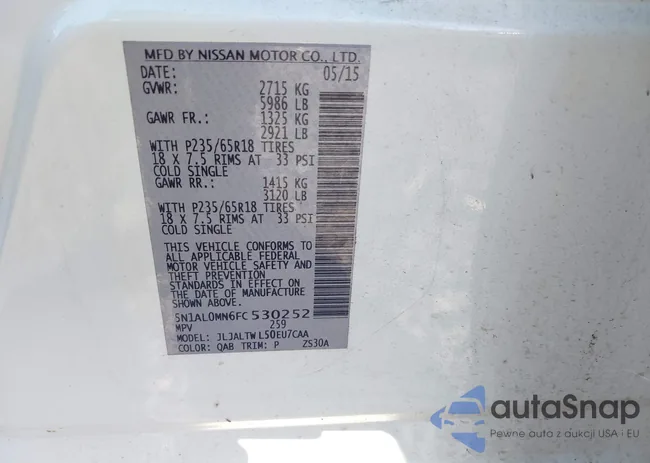 MFD BY NISSAN MOTOR CO., LTD.
DATE: 05/15
GVWR: 2715 KG
5986 LB
GAWR FR.: 1325 KG
2921 LB
WITH P235/65R18 TIRES
18 X 7.5 RIMS AT 33 PSI
COLD SINGLE
GAWR RR.: 1415 KG
3120 LB
WITH P235/65R18 TIRES
18 X 7.5 RIMS AT 33 PSI
COLD SINGLE
THIS VEHICLE CONFORMS TO
ALL APPLICABLE FEDERAL
MOTOR VEHICLE SAFETY AND
THEFT PREVENTION
STANDARDS IN EFFECT ON
THE DATE OF MANUFACTURE
SHOWN ABOVE.
5N1AL0MN6FC530252
MPV 259
MODEL: JLJALTW L50EU7CAA
COLOR: QAB TRIM: P ZS30A
autoSnap
Pewne auta z aukcji USA · EU